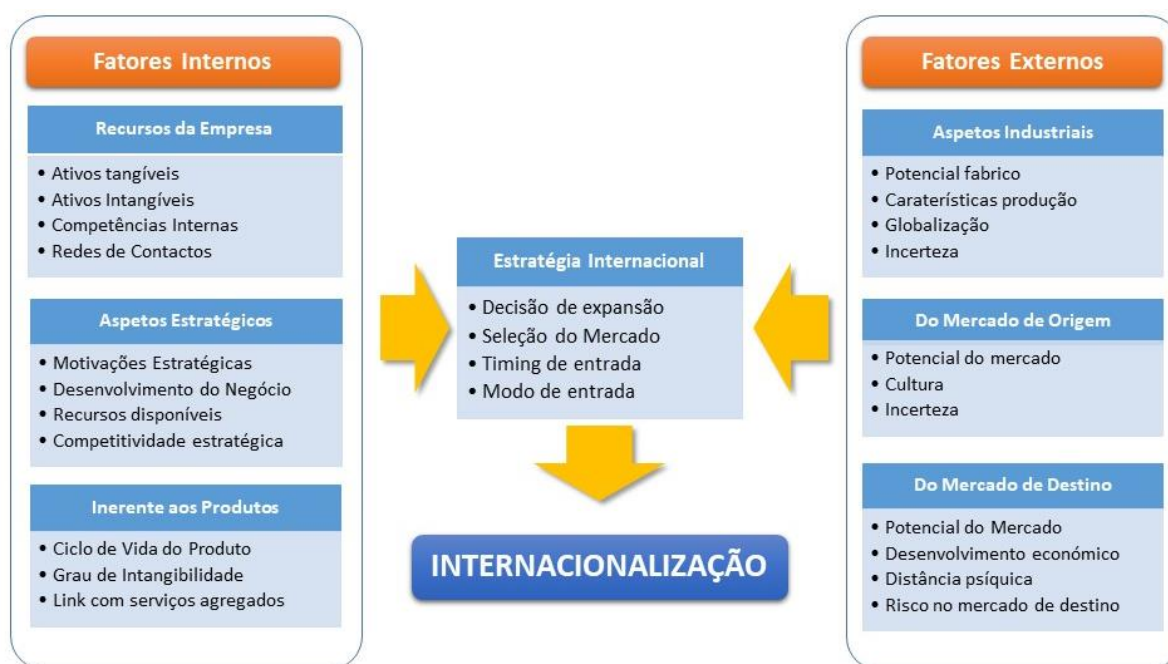 Fatores Internos
Recursos da Empresa
• Ativos tangíveis
• Ativos Intangíveis
• Competências Internas
• Redes de Contactos
Aspetos Estratégicos
• Motivações Estratégicas
• Desenvolvimento do Negócio
• Recursos disponíveis
• Competitividade estratégica
Inerente aos Produtos
• Ciclo de Vida do Produto
• Grau de Intangibilidade
• Link com serviços agregados
Estratégia Internacional
• Decisão de expansão
• Seleção do Mercado
• Timing de entrada
• Modo de entrada
INTERNACIONALIZAÇÃO
Fatores Externos
Aspetos Industriais
• Potencial fabrico
• Caraterísticas produção
• Globalização
• Incerteza
Do Mercado de Origem
• Potencial do mercado
• Cultura
• Incerteza
Do Mercado de Destino
• Potencial do Mercado
• Desenvolvimento económico
• Distância psíquica
• Risco no mercado de destino